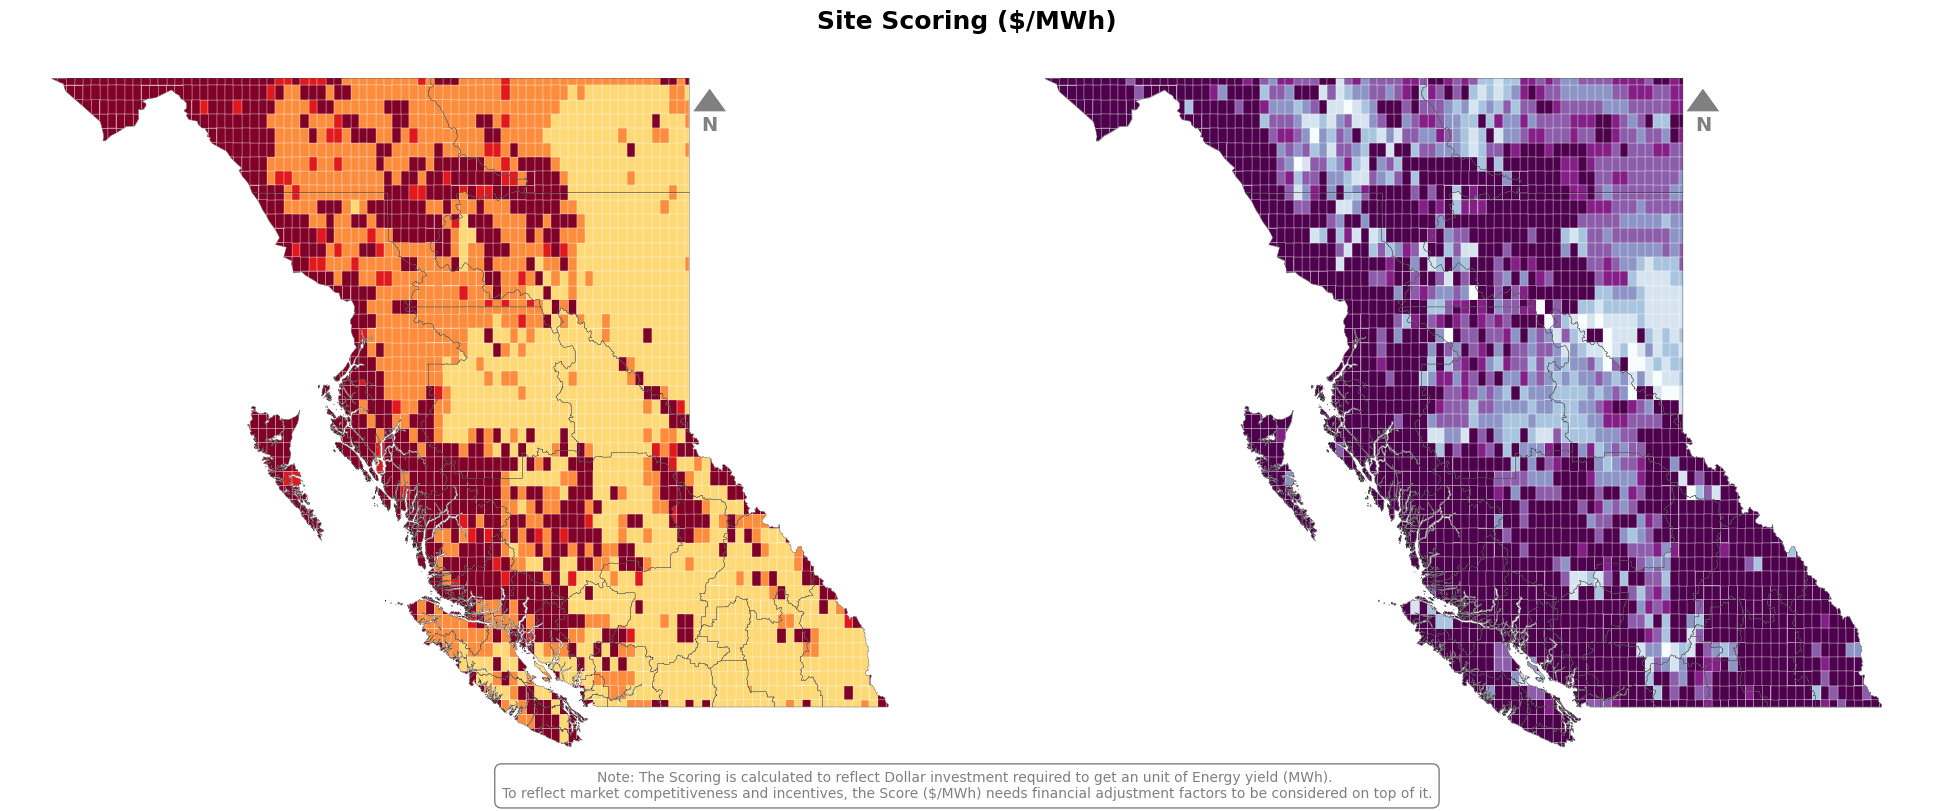 Site Scoring ($/MWh)
N
N
Note: The Scoring is calculated to reflect Dollar investment required to get an unit of Energy yield (MWh).
To reflect market competitiveness and incentives, the Score ($/MWh) needs financial adjustment factors to be considered on top of it.